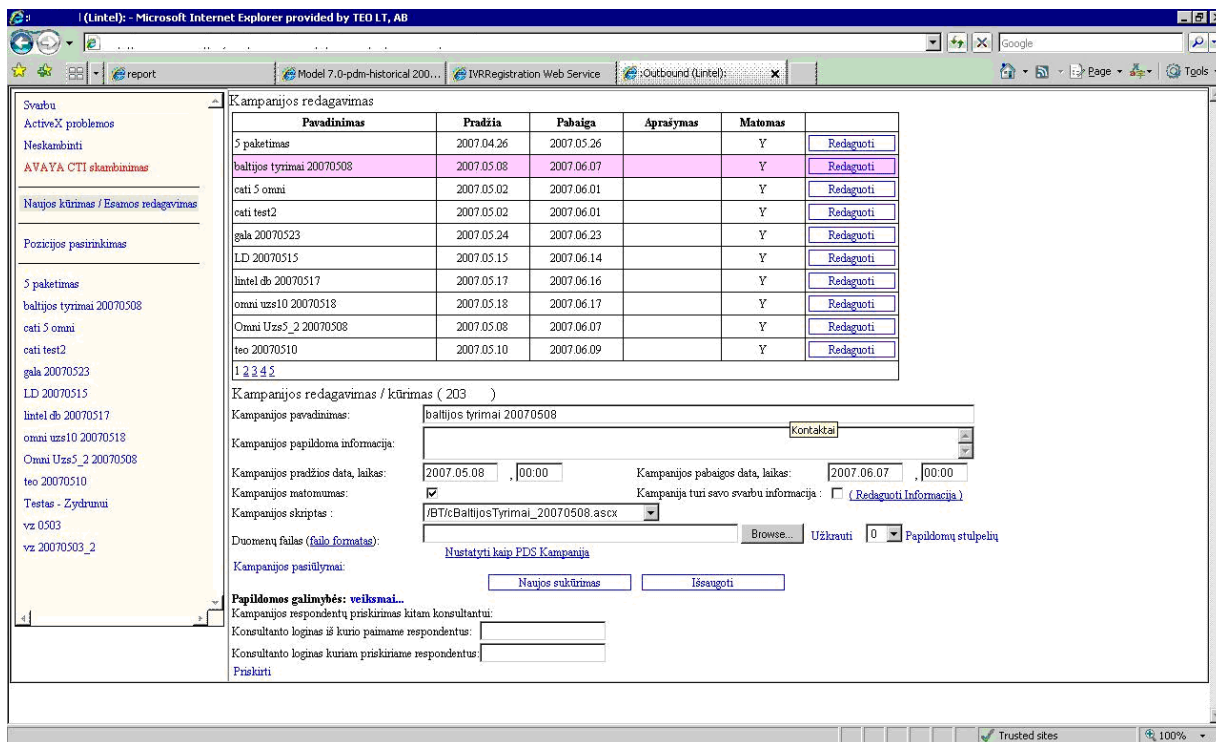 (Lintel): - Microsoft Internet Explorer provided by TEO LT, AB
Google
report
Model 7.0-pdm-historical 200...
IVRRegistration Web Service
:Outbound (Lintel):
Page
Tools
Svarbu
ActiveX problemos
Neskambinti
AVAYA CTI skambinimas
Naujos kūrimas / Esamos redagavimas
Pozicijos pasirinkimas
5 paketimas
baltijos tyrimai 20070508
cati 5 omni
cati test2
gala 20070523
LD 20070515
lintel db 20070517
omni uzs10 20070518
Omni Uzs5_2 20070508
teo 20070510
Testas - Zydrunui
vz 0503
vz 20070503_2
Kampanijos redagavimas
Pavadinimas Pradžia Pabaiga Aprašymas Matomas
5 paketimas 2007.04.26 2007.05.26 Y Redaguoti
baltijos tyrimai 20070508 2007.05.08 2007.06.07 Y Redaguoti
cati 5 omni 2007.05.02 2007.06.01 Y Redaguoti
cati test2 2007.05.02 2007.06.01 Y Redaguoti
gala 20070523 2007.05.24 2007.06.23 Y Redaguoti
LD 20070515 2007.05.15 2007.06.14 Y Redaguoti
lintel db 20070517 2007.05.17 2007.06.16 Y Redaguoti
omni uzs10 20070518 2007.05.18 2007.06.17 Y Redaguoti
Omni Uzs5_2 20070508 2007.05.08 2007.06.07 Y Redaguoti
teo 20070510 2007.05.10 2007.06.09 Y Redaguoti
1 2 3 4 5
Kampanijos redagavimas / kūrimas ( 203 )
Kampanijos pavadinimas: baltijos tyrimai 20070508
Kontaktai
Kampanijos papildoma informacija:
Kampanijos pradžios data, laikas: 2007.05.08 , 00:00 Kampanijos pabaigos data, laikas: 2007.06.07 , 00:00
Kampanijos matomumas: Kampanija turi savo svarbu informacija : ( Redaguoti Informacija )
Kampanijos skriptas : /BT/cBaltijosTyrimai_20070508.ascx
Duomenų failas (failo formatas): Browse... Užkrauti 0 Papildomų stulpelių
Nustatyti kaip PDS Kampanija
Kampanijos pasiūlymai:
Naujos sukūrimas Išsaugoti
Papildomos galimybės: veiksmai...
Kampanijos respondentų priskirimas kitam konsultantui:
Konsultanto loginas iš kurio paimame respondentus:
Konsultanto loginas kuriam priskiriame respondentus:
Priskirti
Trusted sites
100%